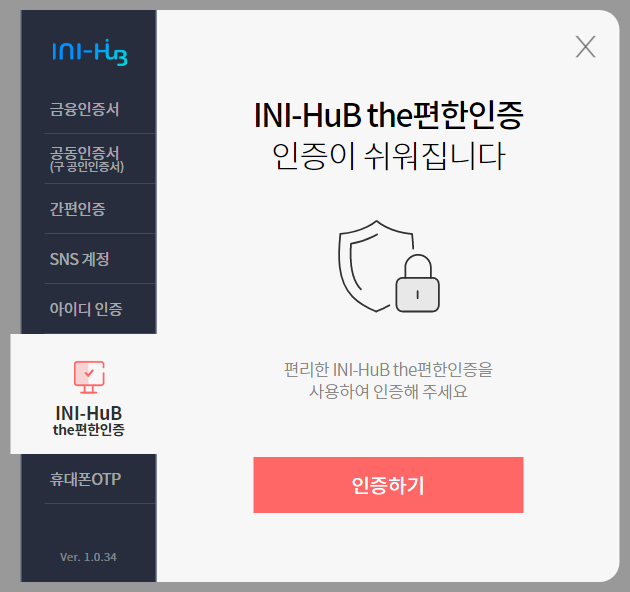 INI-HuB
금융인증서
공동인증서
(구 공인인증서)
간편인증
SNS 계정
아이디 인증
INI-HuB
the편한인증
휴대폰OTP
Ver. 1.0.34
INI-HuB the편한인증
인증이 쉬워집니다
편리한 INI-HuB the편한인증을
사용하여 인증해 주세요
인증하기